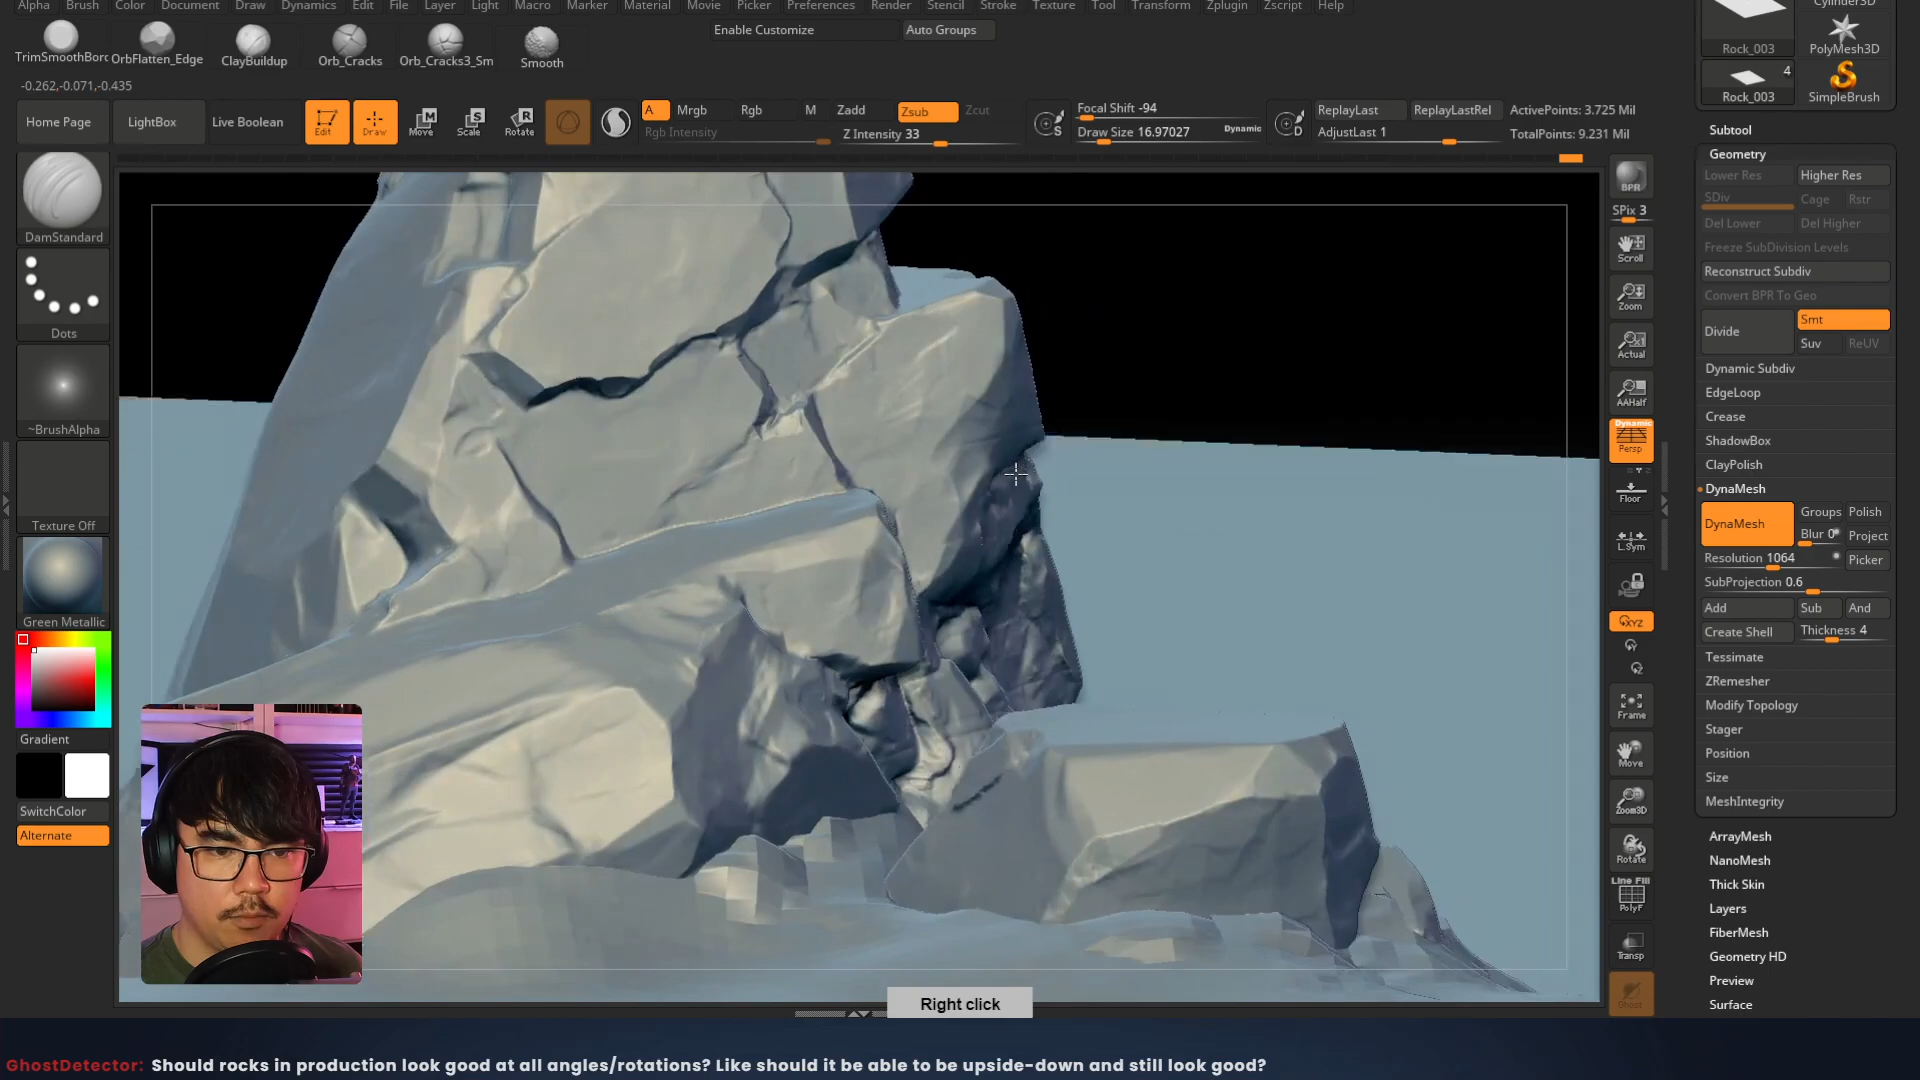 Alpha Brush Color Document Draw Dynamics Edit File Layer Light Macro Marker Material Movie Picker Preferences Render Stencil Stroke Texture Tool Transform Zplugin Zscript Help
TrimSmoothBorc OrbFlatten_Edge ClayBuildup Orb_Cracks Orb_Cracks3_Sm Smooth
Enable Customize Auto Groups
-0.262,-0.071,-0.435
Home Page LightBox Live Boolean Edit Draw Move Scale Rotate
A Mrgb Rgb M Zadd Zsub Zcut
Rgb Intensity Z Intensity 33
S Focal Shift -94
Draw Size 16.97027 Dynamic
D ReplayLast ReplayLastRel ActivePoints: 3.725 Mil
AdjustLast 1 TotalPoints: 9.231 Mil
DamStandard
Dots
~BrushAlpha
Texture Off
Green Metallic
Gradient
SwitchColor
Alternate
BPR
SPix 3
Scroll
Zoom
Actual
AAHalf
Dynamic
Persp
Floor
L.Sym
XYZ
Frame
Move
Zoom3D
Rotate
Line Fill
PolyF
Transp
Ghost
Cylinder3D
Rock_003 PolyMesh3D
4
Rock_003 SimpleBrush
Subtool
Geometry
Lower Res Higher Res
SDiv Cage Rstr
Del Lower Del Higher
Freeze SubDivision Levels
Reconstruct Subdiv
Convert BPR To Geo
Divide Smt
Suv ReUV
Dynamic Subdiv
EdgeLoop
Crease
ShadowBox
ClayPolish
DynaMesh
DynaMesh Groups Polish
Blur 0 Project
Resolution 1064 Picker
SubProjection 0.6
Add Sub And
Create Shell Thickness 4
Tessimate
ZRemesher
Modify Topology
Stager
Position
Size
MeshIntegrity
ArrayMesh
NanoMesh
Thick Skin
Layers
FiberMesh
Geometry HD
Preview
Surface
Right click
GhostDetector: Should rocks in production look good at all angles/rotations? Like should it be able to be upside-down and still look good?